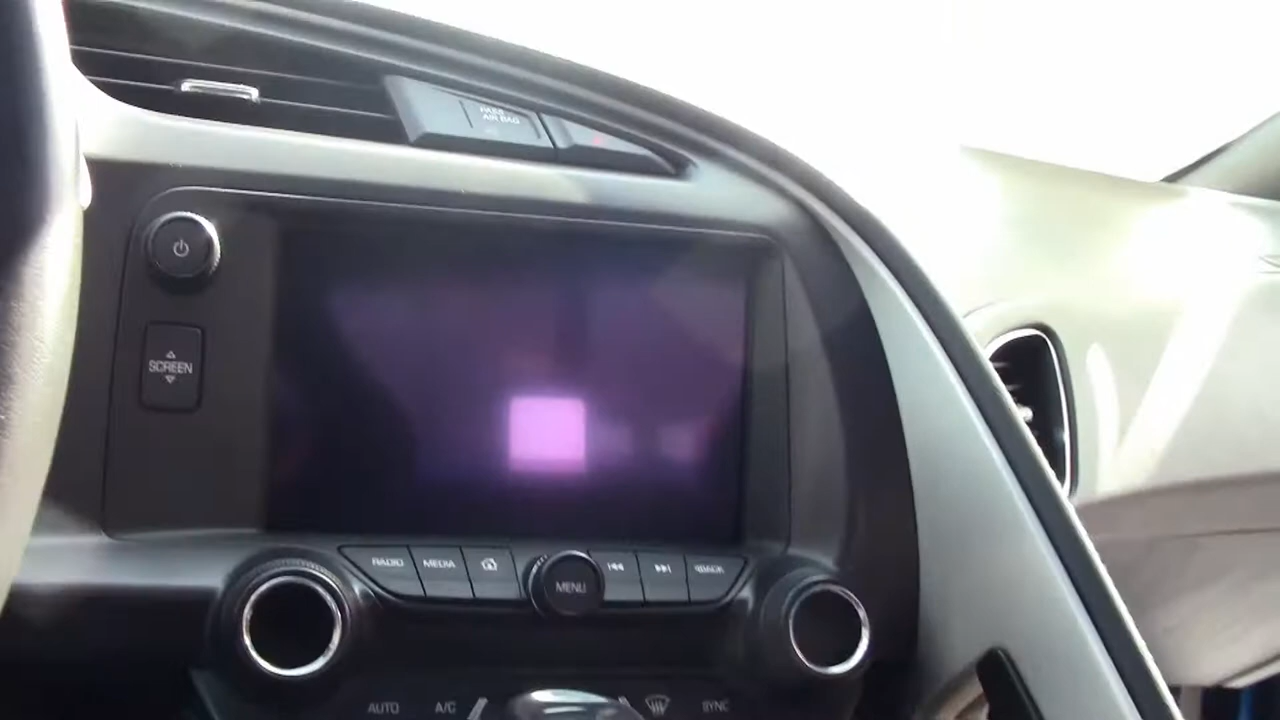 PASS
AIR BAG
SCREEN
RADIO
MEDIA
MENU
BACK
AUTO
A/C
SYNC